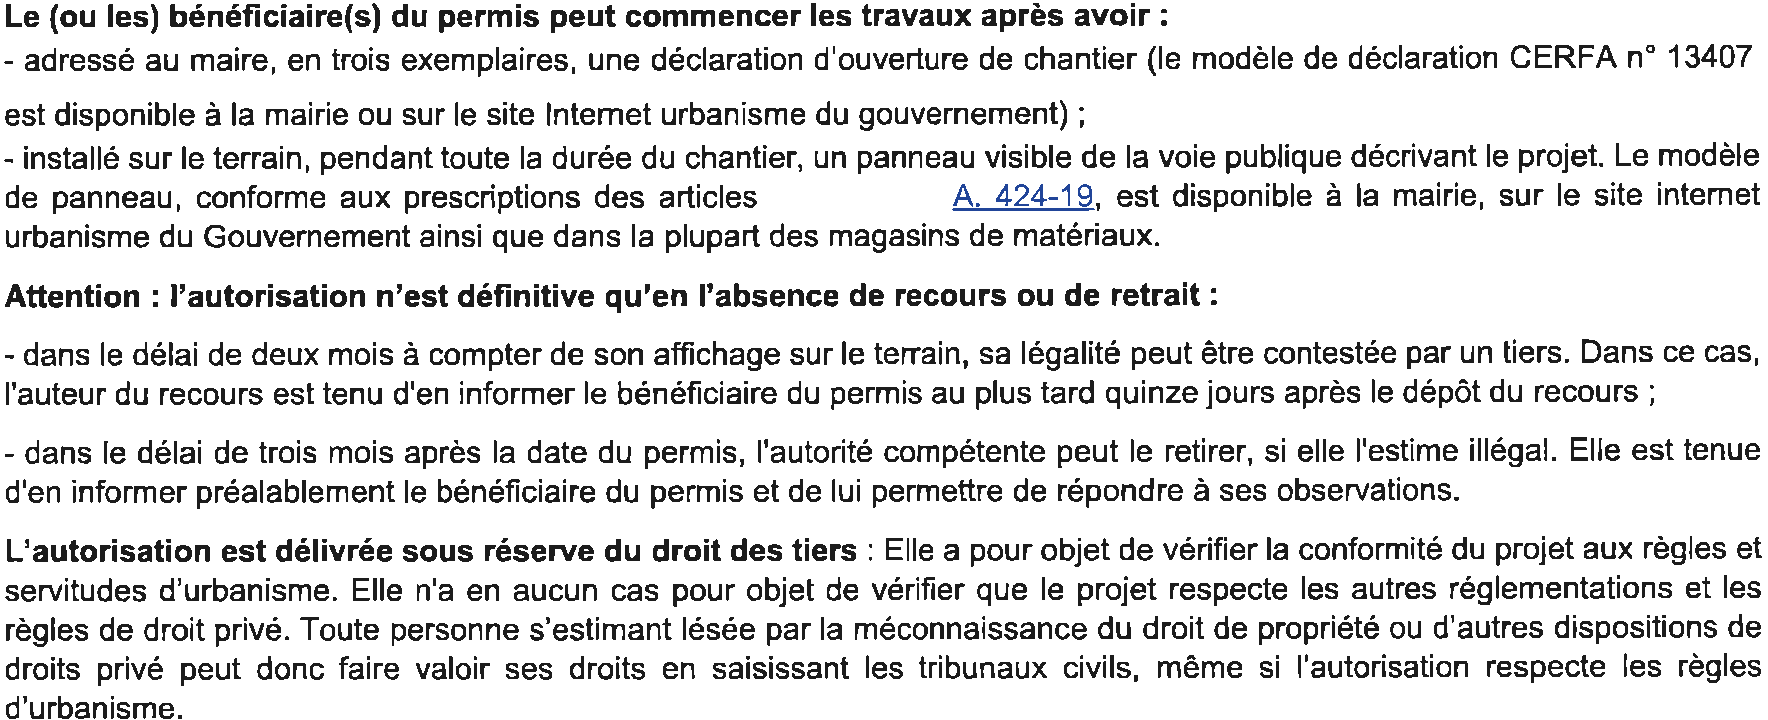 Le (ou les) bénéficiaire(s) du permis peut commencer les travaux après avoir :
- adressé au maire, en trois exemplaires, une déclaration d'ouverture de chantier (le modèle de déclaration CERFA n° 13407
est disponible à la mairie ou sur le site Internet urbanisme du gouvernement) ;
- installé sur le terrain, pendant toute la durée du chantier, un panneau visible de la voie publique décrivant le projet. Le modèle
de panneau, conforme aux prescriptions des articles A. 424-19, est disponible à la mairie, sur le site internet
urbanisme du Gouvernement ainsi que dans la plupart des magasins de matériaux.
Attention : l'autorisation n'est définitive qu'en l'absence de recours ou de retrait :
- dans le délai de deux mois à compter de son affichage sur le terrain, sa légalité peut être contestée par un tiers. Dans ce cas,
l'auteur du recours est tenu d'en informer le bénéficiaire du permis au plus tard quinze jours après le dépôt du recours ;
- dans le délai de trois mois après la date du permis, l'autorité compétente peut le retirer, si elle l'estime illégal. Elle est tenue
d'en informer préalablement le bénéficiaire du permis et de lui permettre de répondre à ses observations.
L'autorisation est délivrée sous réserve du droit des tiers : Elle a pour objet de vérifier la conformité du projet aux règles et
servitudes d'urbanisme. Elle n'a en aucun cas pour objet de vérifier que le projet respecte les autres réglementations et les
règles de droit privé. Toute personne s'estimant lésée par la méconnaissance du droit de propriété ou d'autres dispositions de
droits privé peut donc faire valoir ses droits en saisissant les tribunaux civils, même si l'autorisation respecte les règles
d'urbanisme.